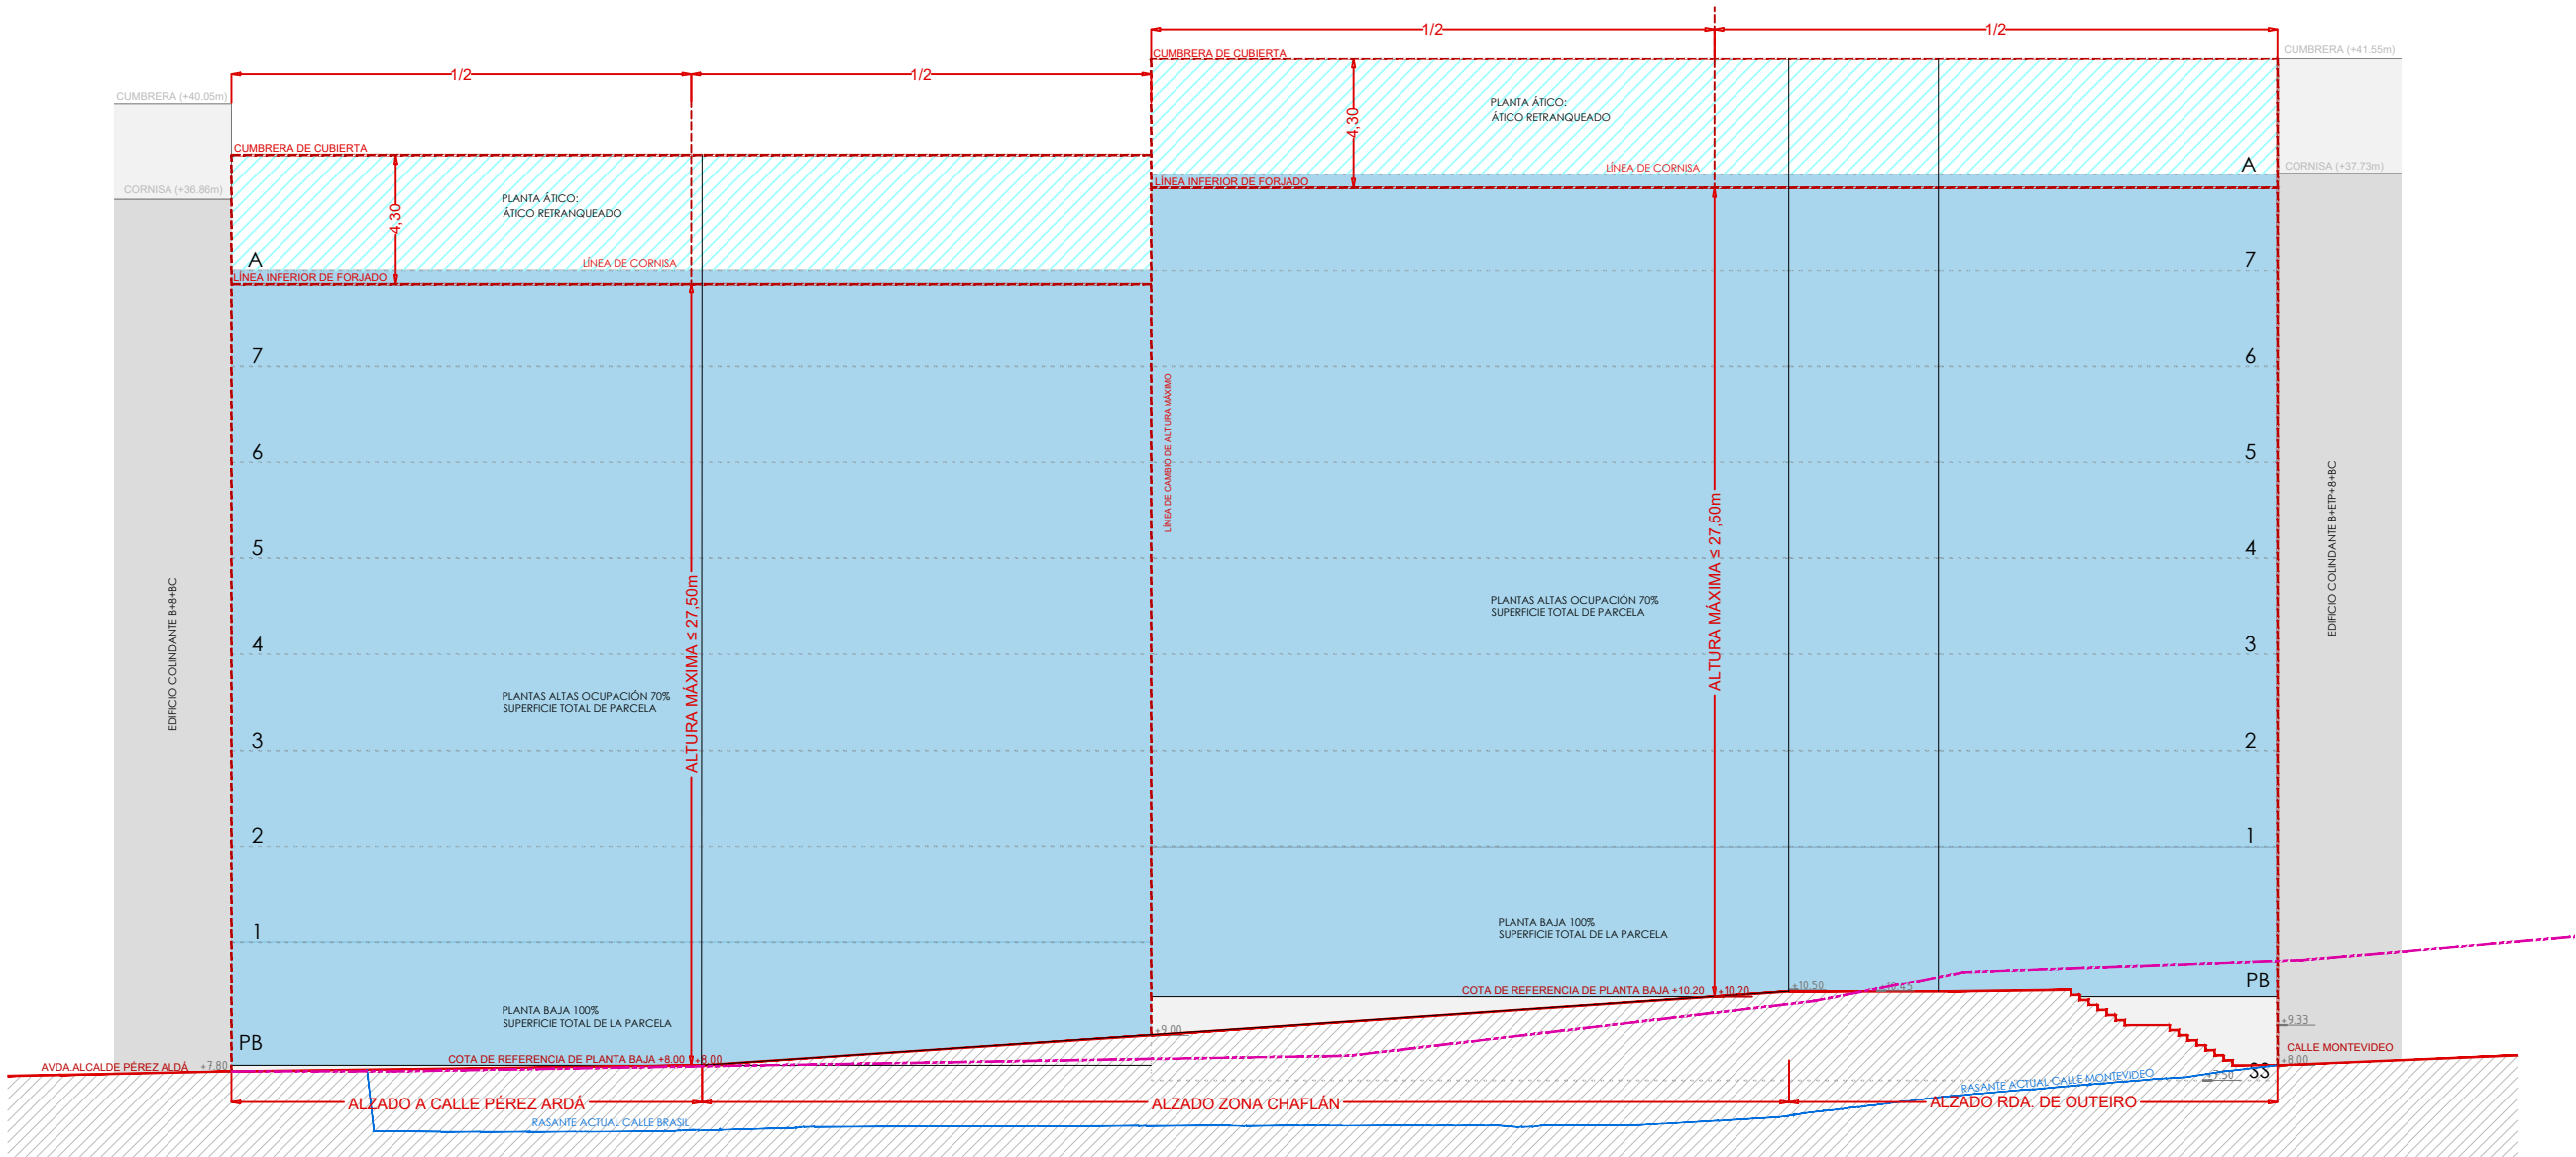 1/2
1/2
CUMBRERA DE CUBIERTA
CUMBRERA (+41.55m)
1/2
1/2
CUMBRERA (+40.05m)
PLANTA ÁTICO:
ÁTICO RETRANQUEADO
4,30
CUMBRERA DE CUBIERTA
LÍNEA DE CORNISA
A
CORNISA (+37.73m)
LÍNEA INFERIOR DE FORJADO
CORNISA (+36.86m)
PLANTA ÁTICO:
ÁTICO RETRANQUEADO
4,30
A
LÍNEA DE CORNISA
7
LÍNEA INFERIOR DE FORJADO
7
6
LÍNEA DE CAMBIO DE ALTURA MÁXIMO
6
5
5
4
EDIFICIO COLINDANTE B+8+BC
EDIFICIO COLINDANTE B+ETP+8+BC
ALTURA MÁXIMA ≤ 27,50m
ALTURA MÁXIMA ≤ 27,50m
PLANTAS ALTAS OCUPACIÓN 70%
SUPERFICIE TOTAL DE PARCELA
4
3
PLANTAS ALTAS OCUPACIÓN 70%
SUPERFICIE TOTAL DE PARCELA
3
2
2
1
1
PLANTA BAJA 100%
SUPERFICIE TOTAL DE LA PARCELA
PB
COTA DE REFERENCIA DE PLANTA BAJA +10.20
+10.20
+10.50
+10.45
PLANTA BAJA 100%
SUPERFICIE TOTAL DE LA PARCELA
+9.00
+9.33
PB
COTA DE REFERENCIA DE PLANTA BAJA +8.00
+8.00
CALLE MONTEVIDEO
AVDA.ALCALDE PÉREZ ALDÁ
+7.80
+8.00
SS
+7.50
RASANTE ACTUAL CALLE MONTEVIDEO
ALZADO A CALLE PÉREZ ARDÁ
ALZADO ZONA CHAFLÁN
ALZADO RDA. DE OUTEIRO
RASANTE ACTUAL CALLE BRASIL